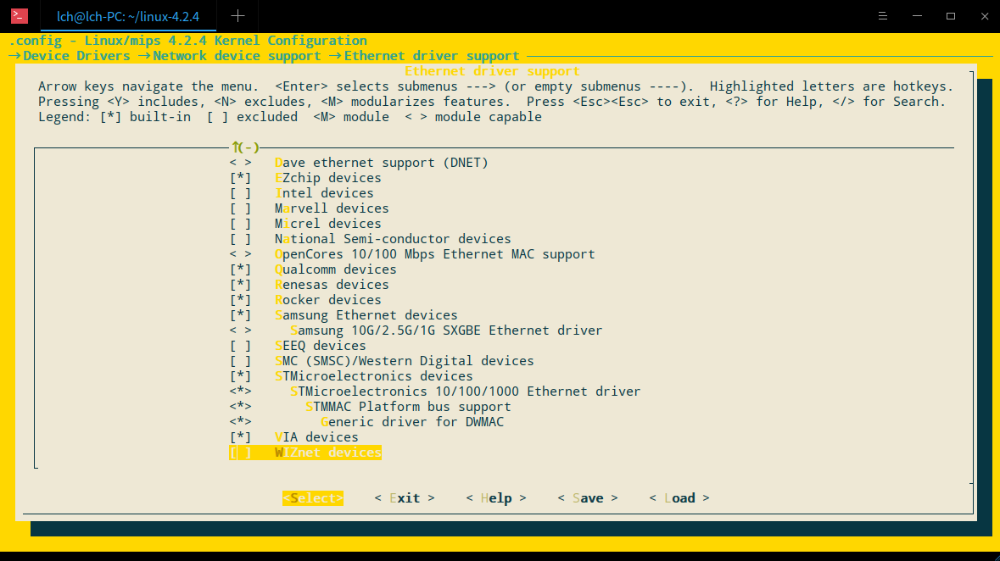 >_
lch@lch-PC: ~/linux-4.2.4
.config - Linux/mips 4.2.4 Kernel Configuration
→Device Drivers →Network device support →Ethernet driver support
Ethernet driver support
Arrow keys navigate the menu.  <Enter> selects submenus ---> (or empty submenus ----).  Highlighted letters are hotkeys.
Pressing <Y> includes, <N> excludes, <M> modularizes features.  Press <Esc><Esc> to exit, <?> for Help, </> for Search.
Legend: [*] built-in  [ ] excluded  <M> module  < > module capable
↑(-)
< >   Dave ethernet support (DNET)
[*]   EZchip devices
[ ]   Intel devices
[ ]   Marvell devices
[ ]   Micrel devices
[ ]   National Semi-conductor devices
< >   OpenCores 10/100 Mbps Ethernet MAC support
[*]   Qualcomm devices
[*]   Renesas devices
[*]   Rocker devices
[*]   Samsung Ethernet devices
< >     Samsung 10G/2.5G/1G SXGBE Ethernet driver
[ ]   SEEQ devices
[ ]   SMC (SMSC)/Western Digital devices
[*]   STMicroelectronics devices
<*>     STMicroelectronics 10/100/1000 Ethernet driver
<*>       STMMAC Platform bus support
<*>         Generic driver for DWMAC
[*]   VIA devices
[ ]   WIZnet devices
<Select>    < Exit >    < Help >    < Save >    < Load >